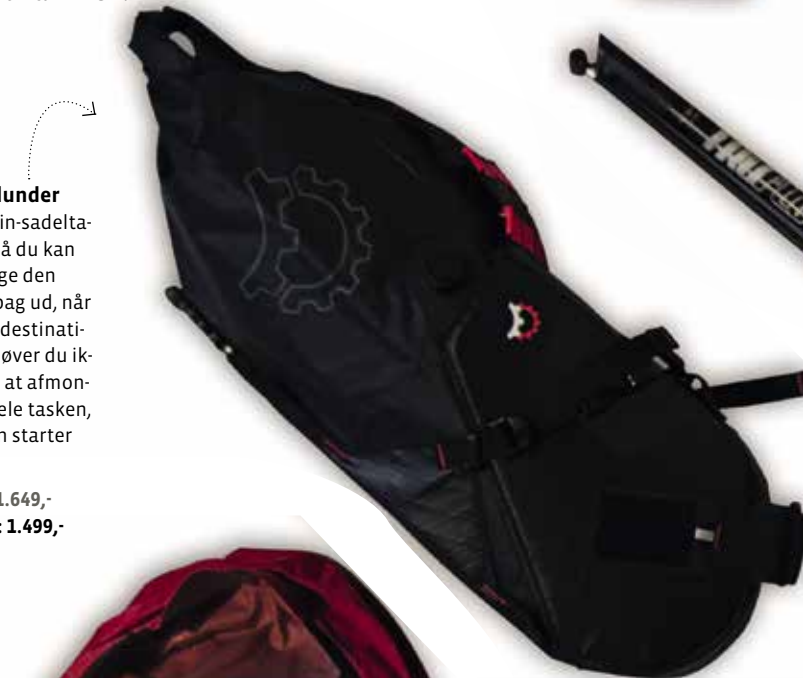 lunder
in-sadelta-
å du kan
ge den
bag ud, når
destinati-
øver du ik-
at afmon-
ele tasken,
n starter
1.649,-
: 1.499,-